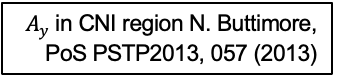 A_y in CNI region N. Buttimore,
PoS PSTP2013, 057 (2013)